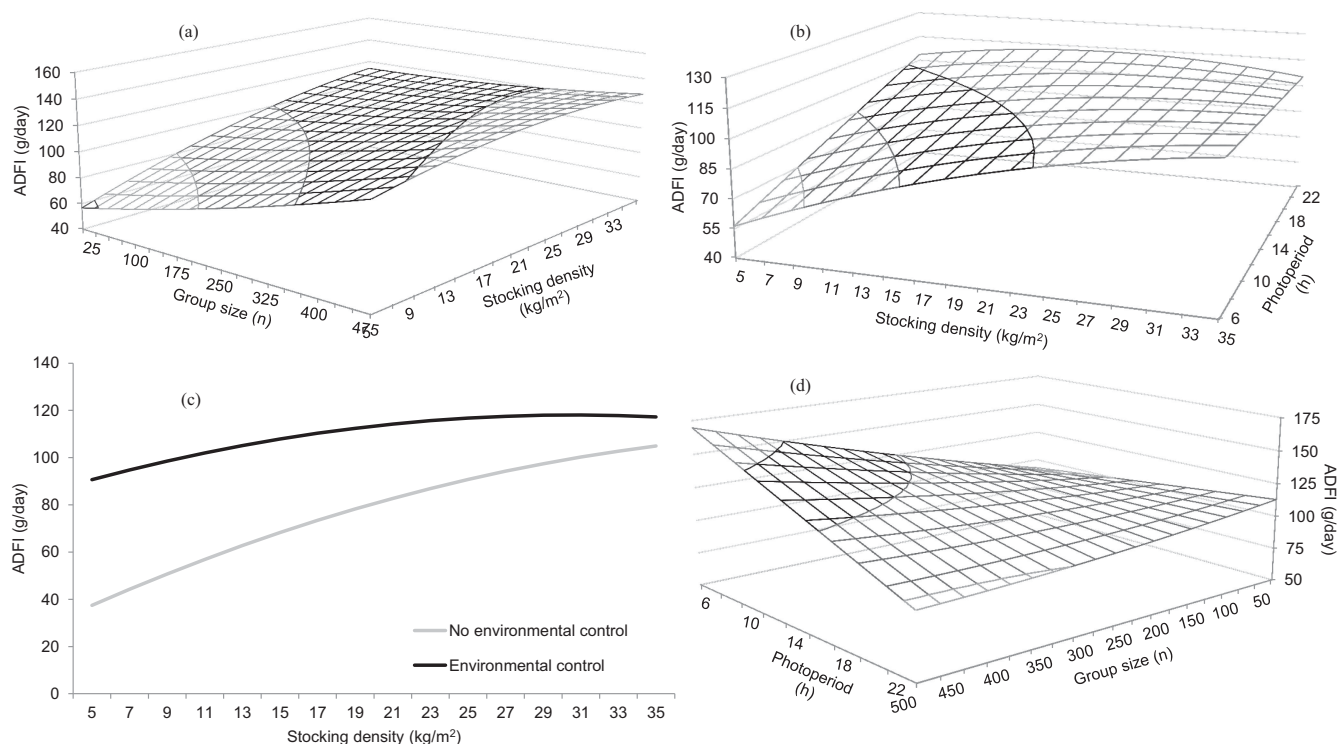 (a)
160
140
120
100
80
60
40
ADFI (g/day)
25
100
175
250
325
400
475
Group size (n)
5
9
13
17
21
25
29
33
Stocking density
(kg/m²)
(b)
130
115
100
85
70
55
40
ADFI (g/day)
5 7 9 11 13 15 17 19 21 23 25 27 29 31 33 35
Stocking density (kg/m²)
6
10
14
18
22
Photoperiod
(h)
(c)
140
120
100
80
60
40
20
0
ADFI (g/day)
No environmental control
Environmental control
5 7 9 11 13 15 17 19 21 23 25 27 29 31 33 35
Stocking density (kg/m²)
(d)
175
150
125
100
75
50
ADFI (g/day)
6
10
14
18
22
Photoperiod
(h)
500
450
400
350
300
250
200
150
100
50
Group size (n)